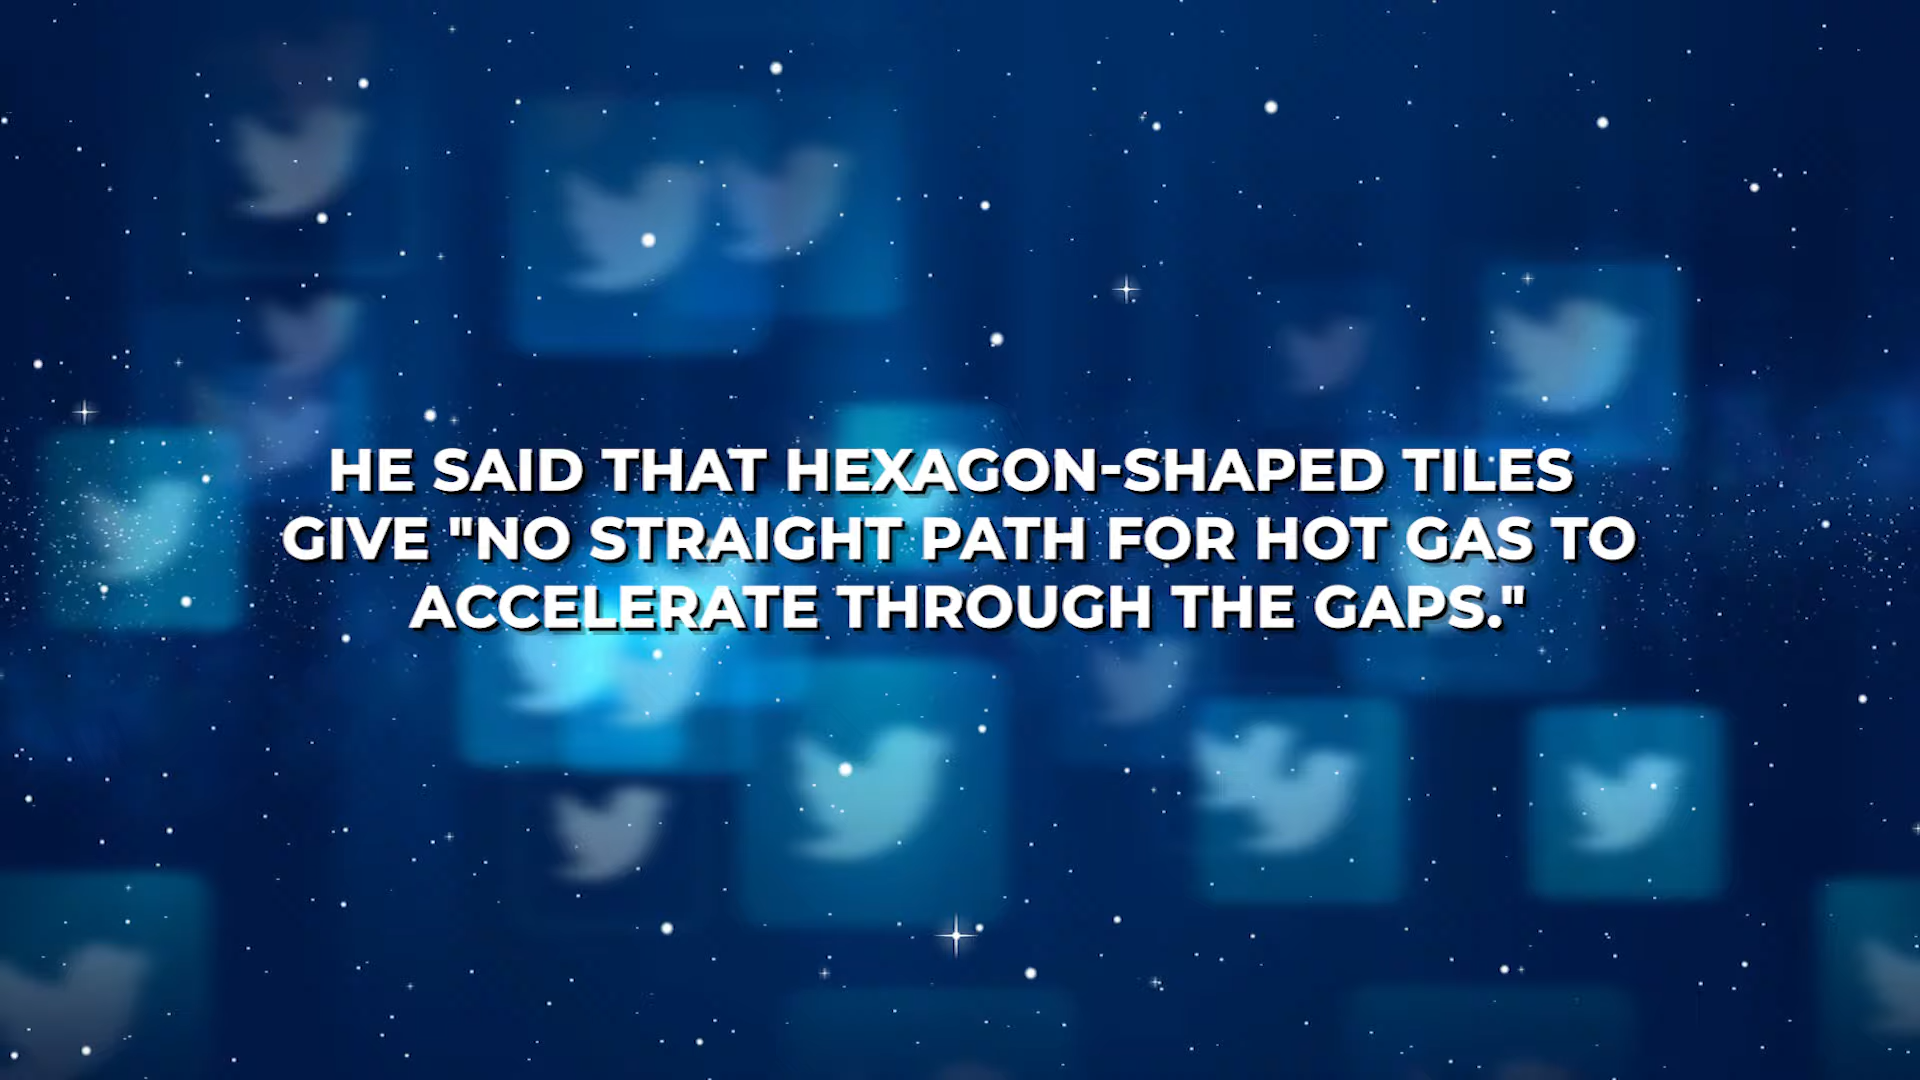 HE SAID THAT HEXAGON-SHAPED TILES
GIVE "NO STRAIGHT PATH FOR HOT GAS TO
ACCELERATE THROUGH THE GAPS."